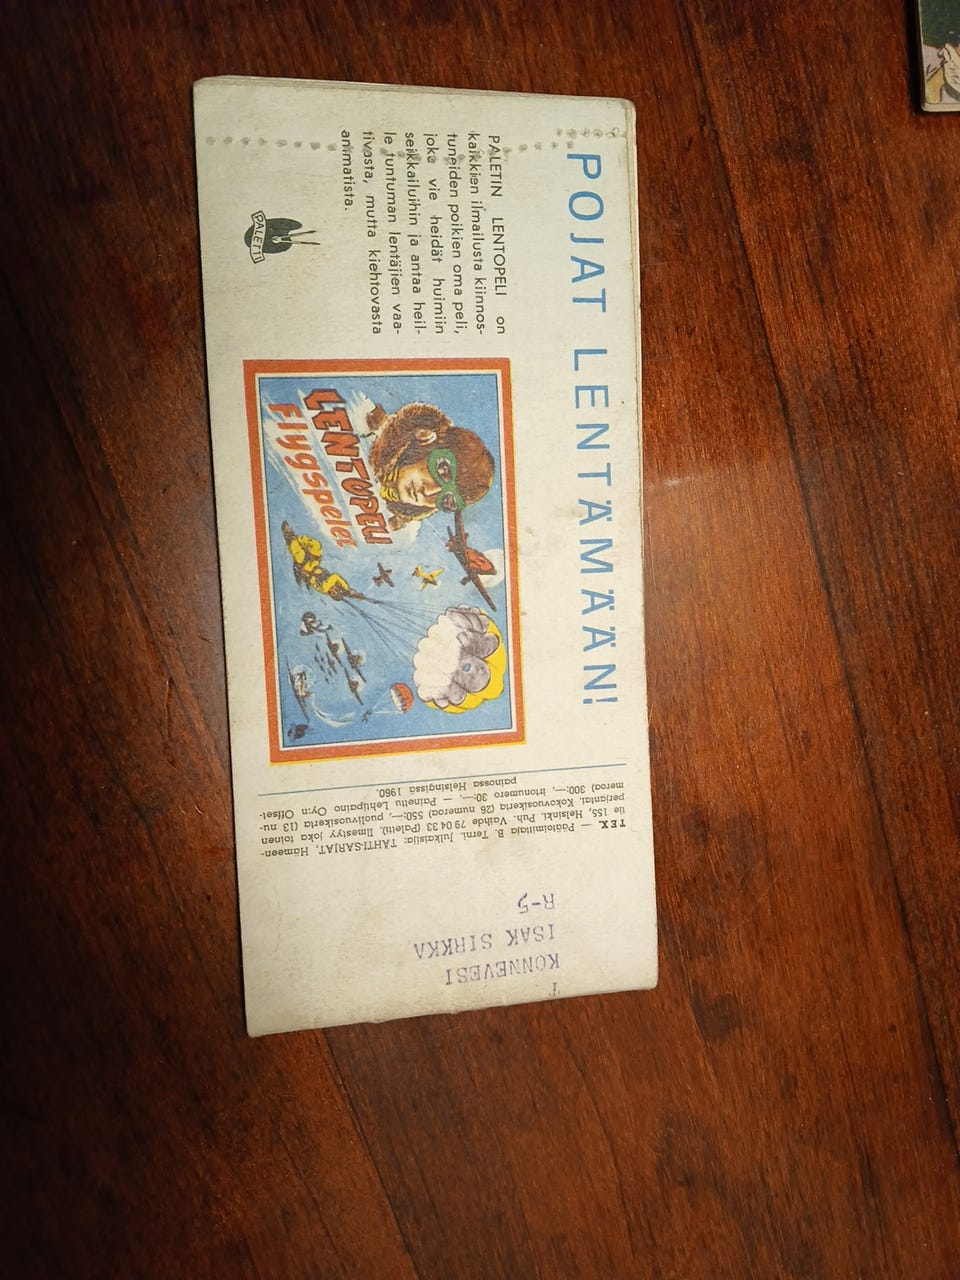 POJAT LENTÄMÄÄN!
PALETIN LENTOPELI on
kaikkien ilmailusta kiinnos-
tuneiden poikien oma peli,
joka vie heidät huimiin
seikkailuihin ja antaa heil-
le tuntuman lentäjien vaa-
tivasta, mutta kiehtovasta
ammatista.
PALETTI
LENTOPELI
Flygspelet
TEX. — Päätoimittaja B. Terni. Julkaisija: TÄHTI-SARJAT, Hämeen-
tie 155, Helsinki. Puh. Vaihde 79 04 33 (Paletti). Ilmestyy joka toinen
perjantai. Kokovuosikerta (26 numeroa) 550:—, puolivuosikerta (13 nu-
meroa) 300:—, irtonumero 30:—. — Painettu Lehtipaino Oy:n Offset-
painossa Helsingissä 1960.
T
KONNEVESI
ISAK SIRKKA
R-5